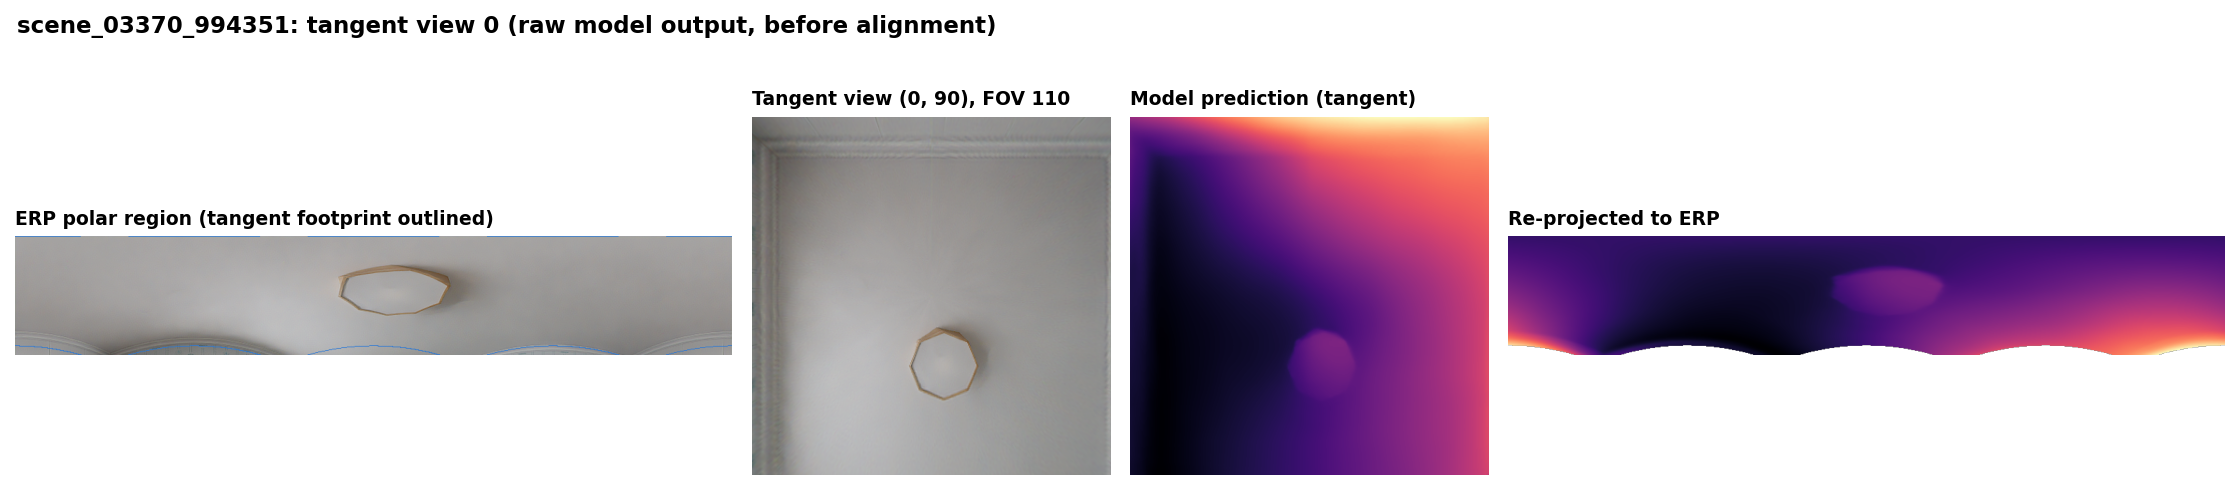 scene_03370_994351: tangent view 0 (raw model output, before alignment)
Tangent view (0, 90), FOV 110
Model prediction (tangent)
ERP polar region (tangent footprint outlined)
Re-projected to ERP